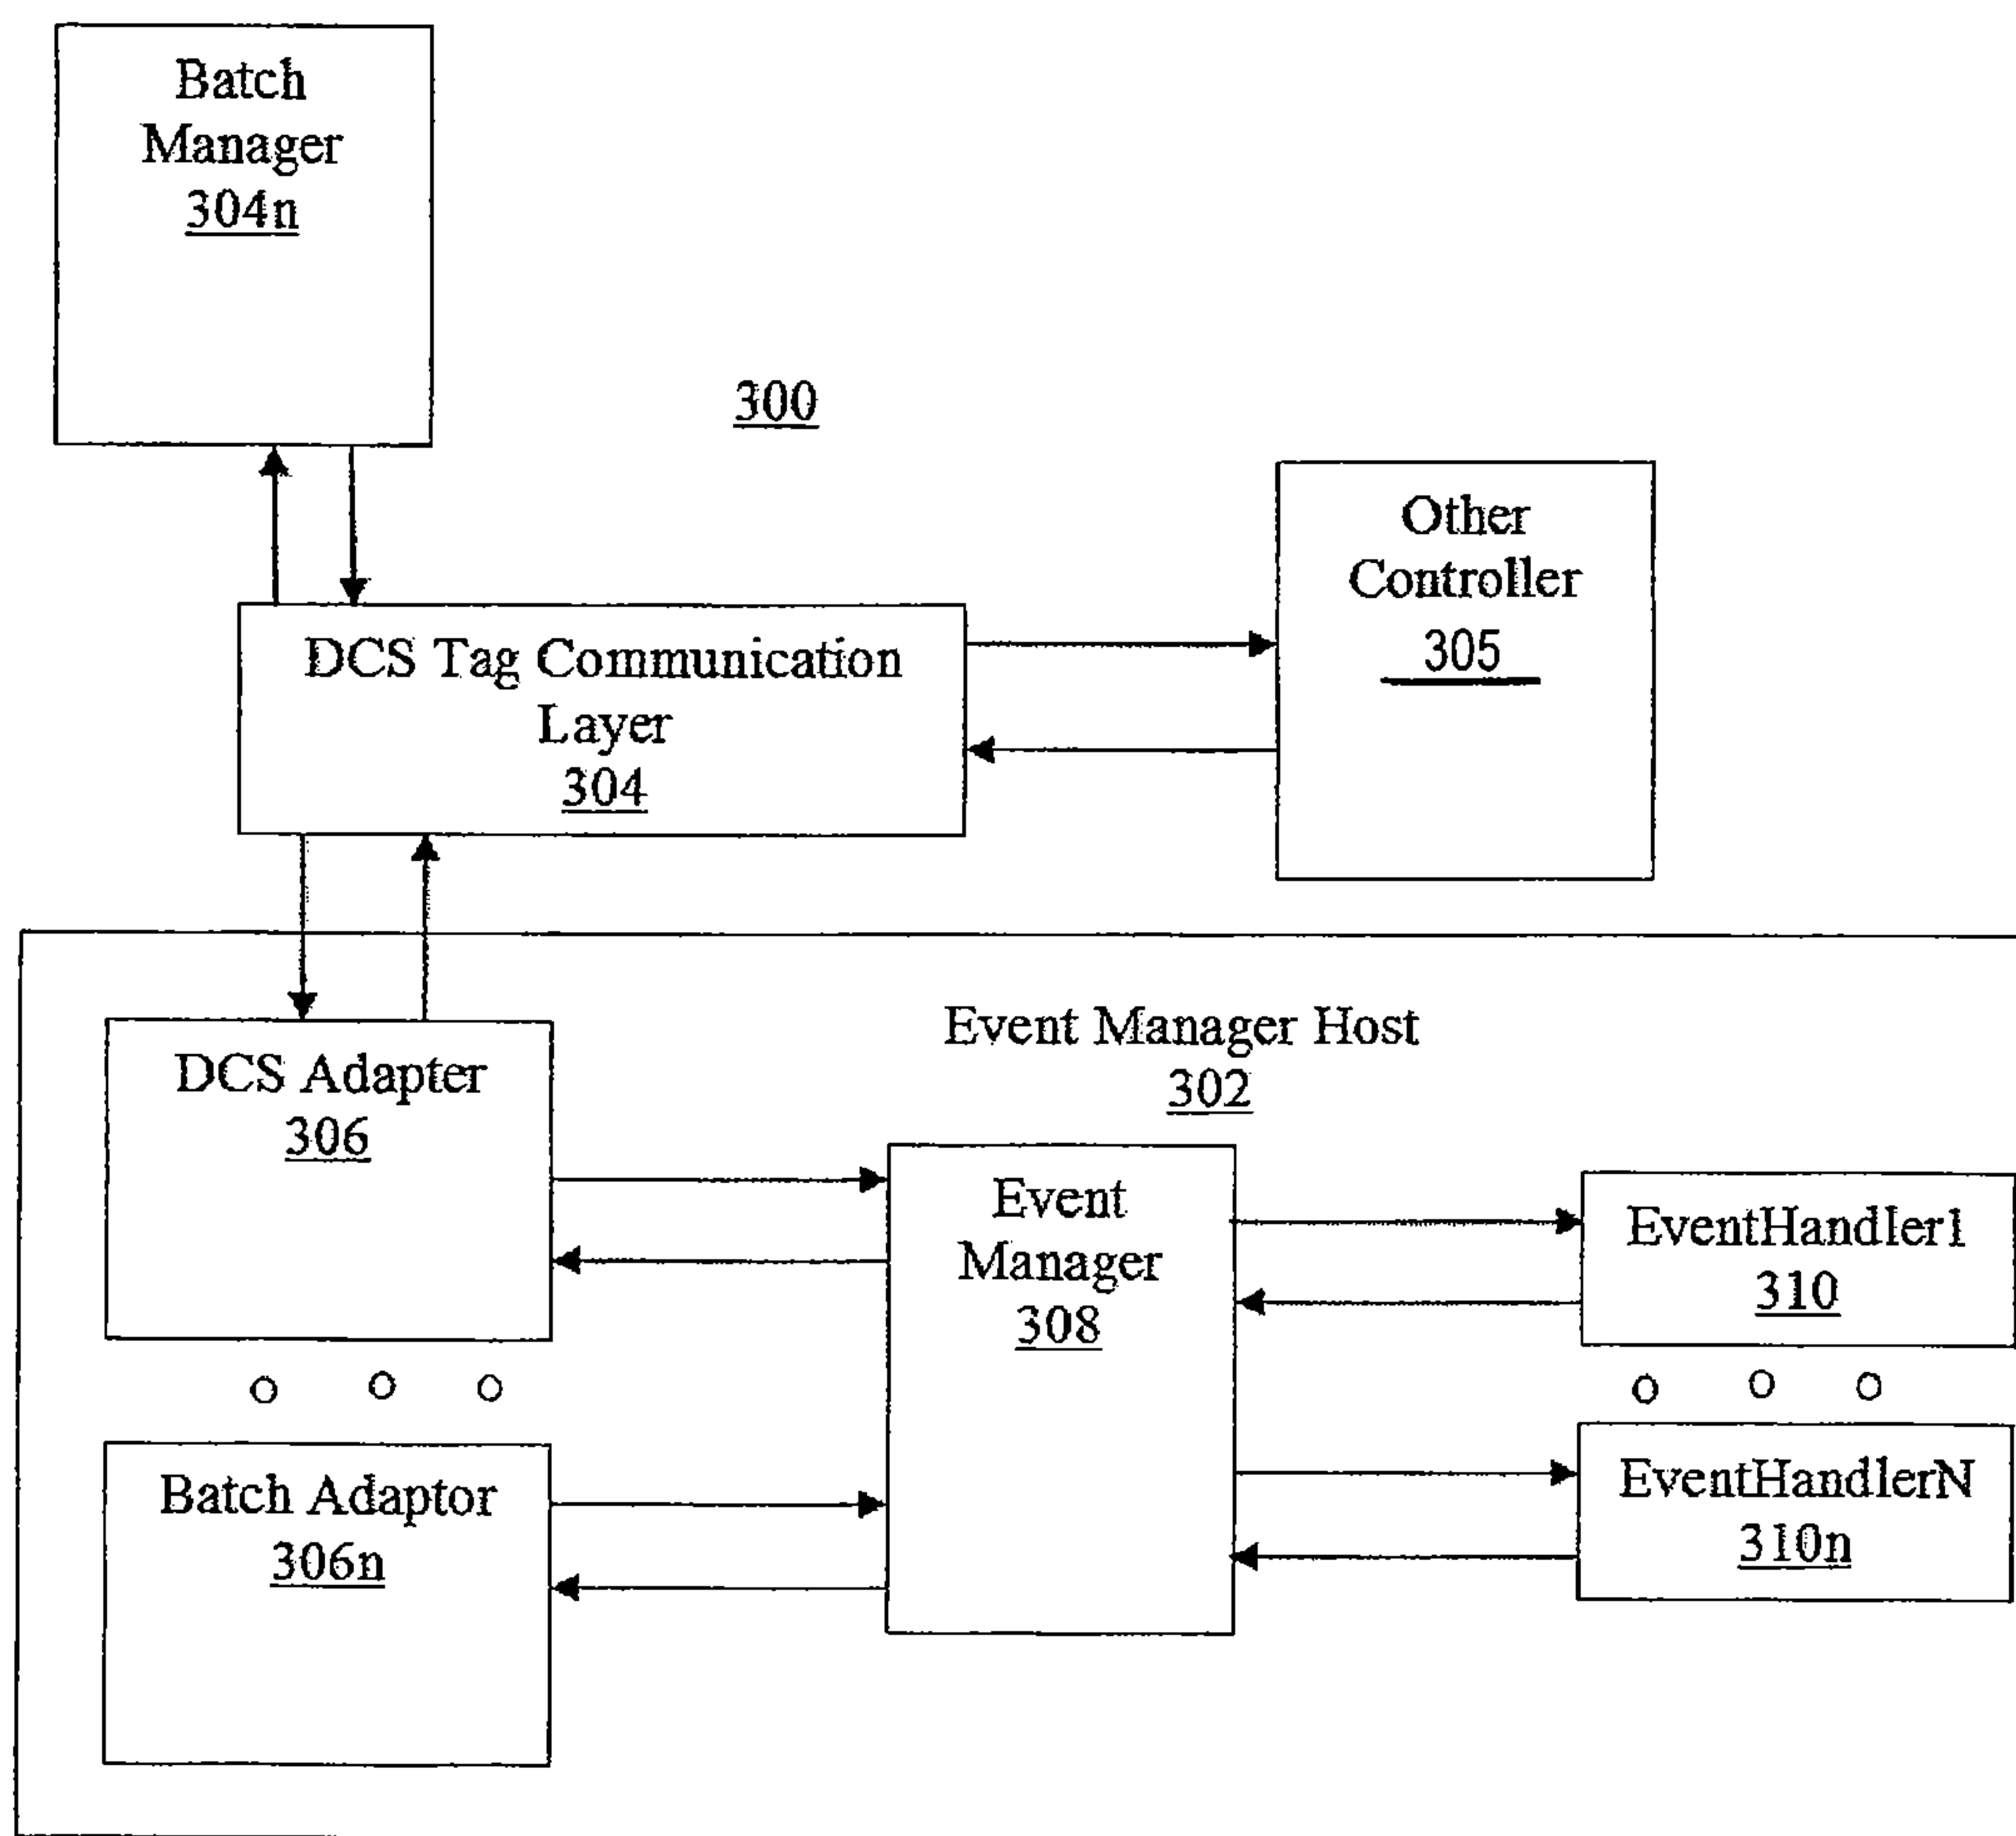 Batch
Manager
304n
300
Other
Controller
305
DCS Tag Communication
Layer
304
Event Manager Host
302
DCS Adapter
306
Event
Manager
308
EventHandler1
310
Batch Adaptor
306n
EventHandlerN
310n